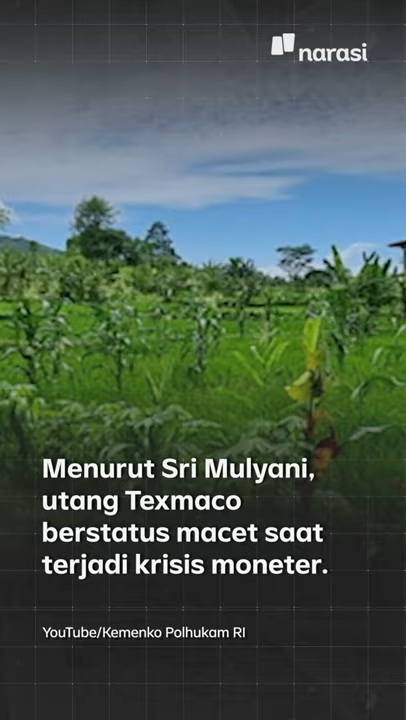 narasi
Menurut Sri Mulyani,
utang Texmaco
berstatus macet saat
terjadi krisis moneter.
YouTube/Kemenko Polhukam RI